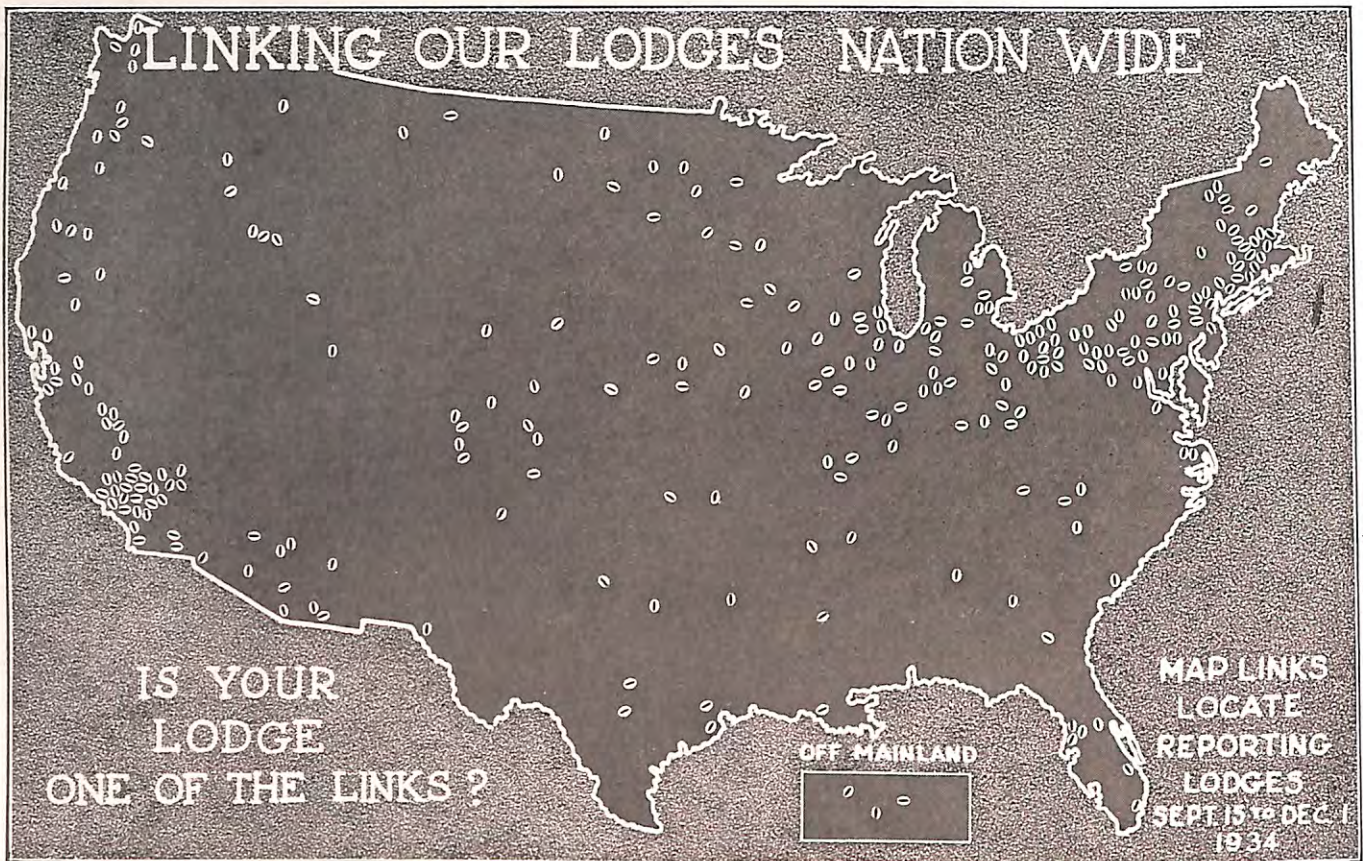 LINKING OUR LODGES NATION WIDE
IS YOUR
LODGE
ONE OF THE LINKS?
OFF MAINLAND
MAP LINKS
LOCATE
REPORTING
LODGES
SEPT. 15 TO DEC. 1
1934